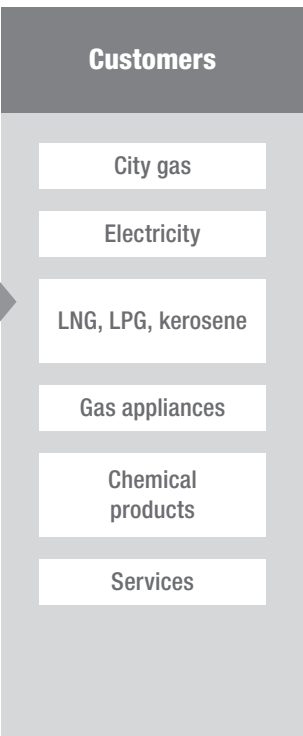 Customers
City gas
Electricity
LNG, LPG, kerosene
Gas appliances
Chemical
products
Services